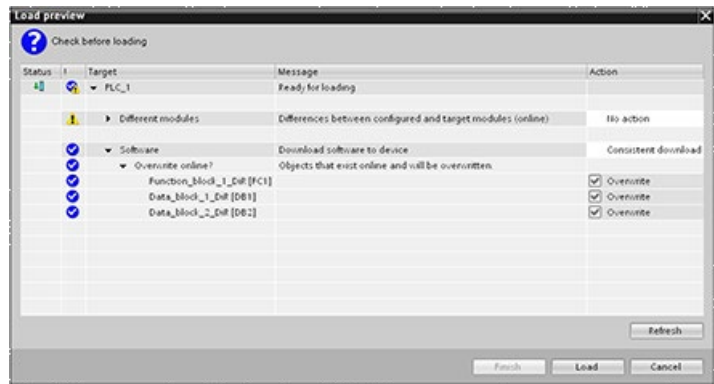 Load preview
Check before loading
Status ! Target Message Action
PLC_1 Ready for loading
Different modules Differences between configured and target modules (online) No action
Software Download software to device Consistent download
Overwrite online? Objects that exist online and will be overwritten.
Function_block_1_Diff [FC1] Overwrite
Data_block_1_Diff [DB1] Overwrite
Data_block_2_Diff [DB2] Overwrite
Refresh
Finish Load Cancel